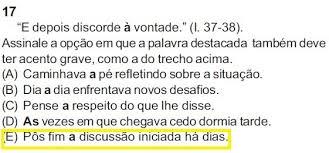 17
“E depois discorde à vontade.” (l. 37-38).
Assinale a opção em que a palavra destacada também deve
ter acento grave, como a do trecho acima.
(A) Caminhava a pé refletindo sobre a situação.
(B) Dia a dia enfrentava novos desafios.
(C) Pense a respeito do que lhe disse.
(D) As vezes em que chegava cedo dormia tarde.
(E) Pôs fim a discussão iniciada há dias.